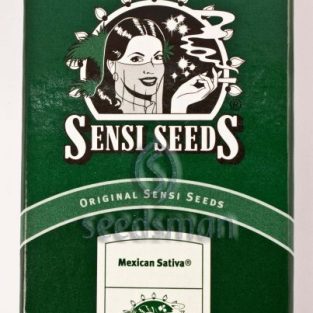 ®
SENSI SEEDS
ORIGINAL SENSI SEEDS
seedsman
Mexican Sativa®